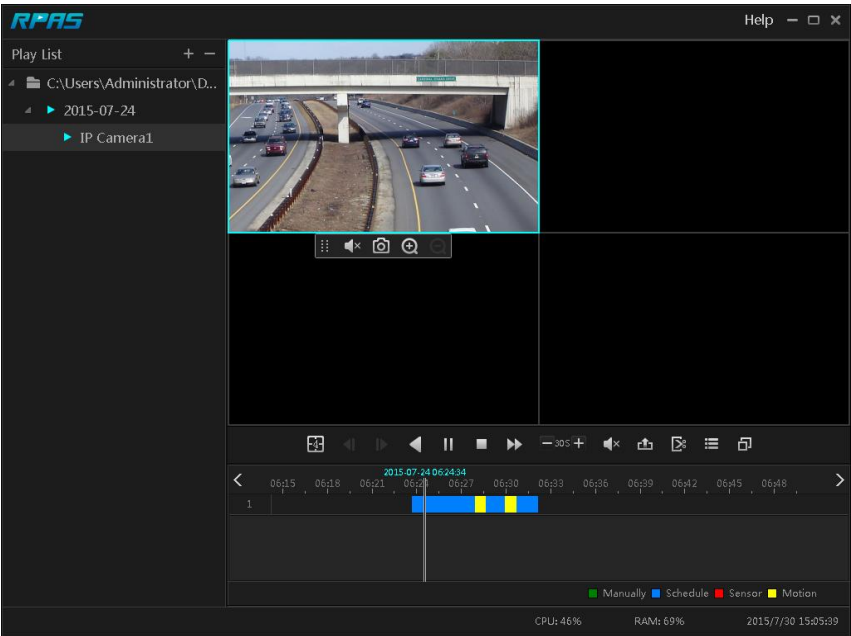 RPAS
Help
Play List
C:\Users\Administrator\D...
2015-07-24
IP Camera1
4
30S
2015-07-24 06:24:34
06:15 06:18 06:21 06:24 06:27 06:30 06:33 06:36 06:39 06:42 06:45 06:48
1
Manually Schedule Sensor Motion
CPU: 46% RAM: 69% 2015/7/30 15:05:39